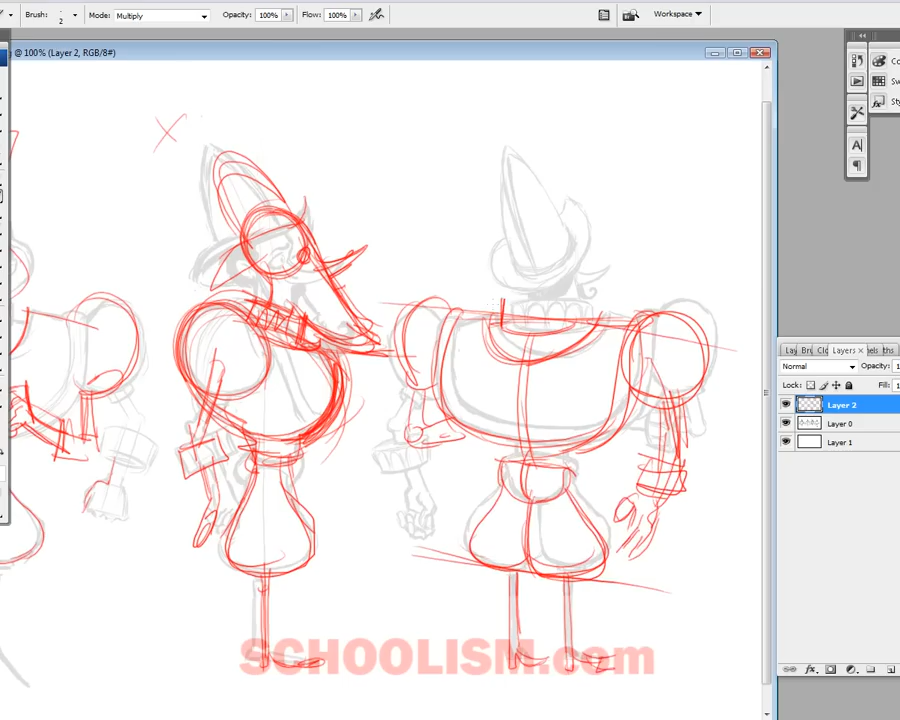 Brush: 2 Mode: Multiply Opacity: 100% Flow: 100% Workspace
@ 100% (Layer 2, RGB/8#)
Layers
Normal Opacity:
Lock: Fill:
Layer 2
Layer 0
Layer 1
SCHOOLISM.com